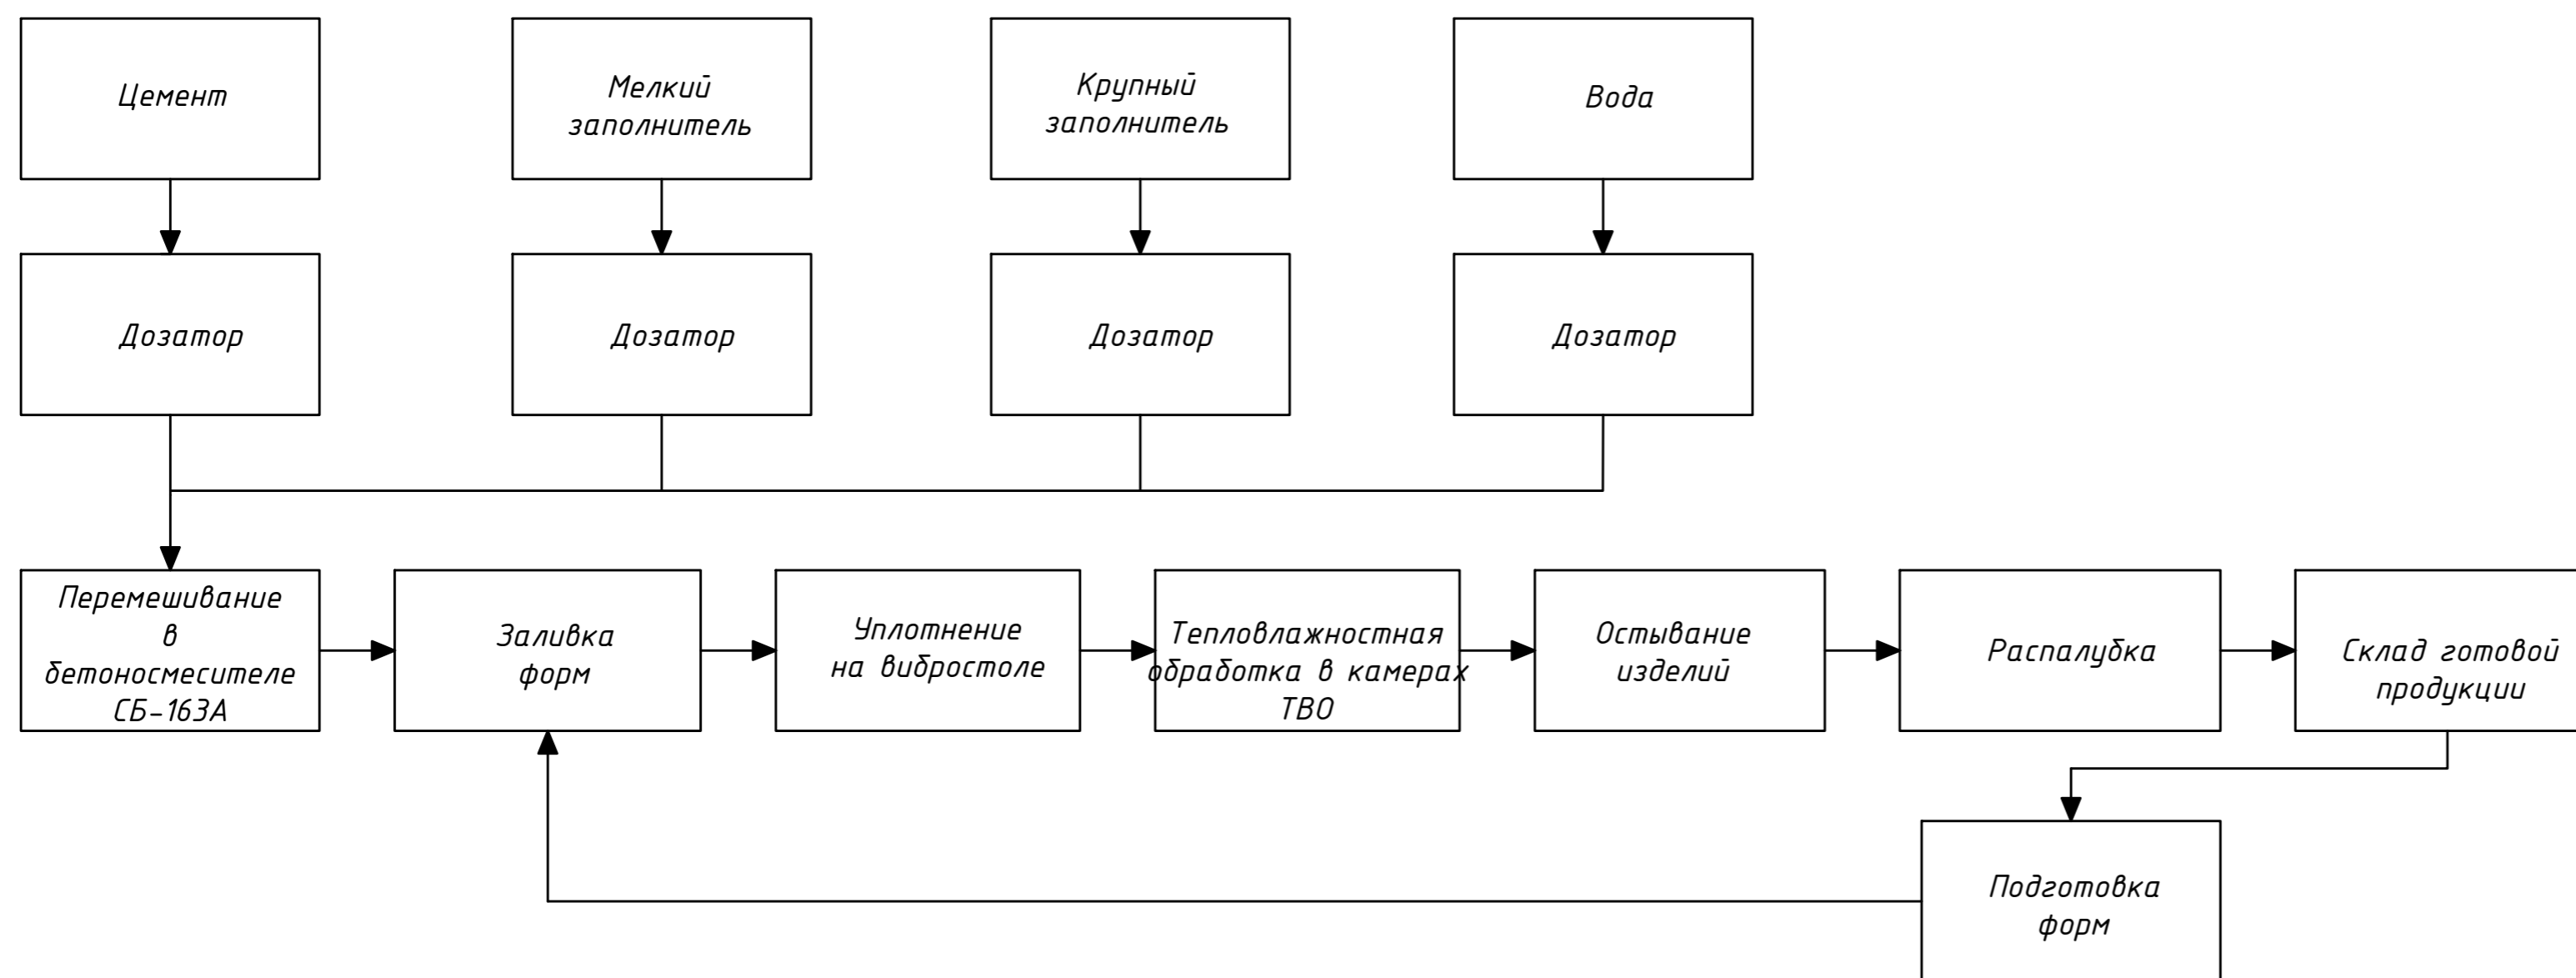 Цемент
Мелкий
заполнитель
Крупный
заполнитель
Вода
Дозатор
Дозатор
Дозатор
Дозатор
Перемешивание
в
бетоносмесителе
СБ-163А
Заливка
форм
Уплотнение
на вибростоле
Тепловлажностная
обработка в камерах
ТВО
Остывание
изделий
Распалубка
Склад готовой
продукции
Подготовка
форм